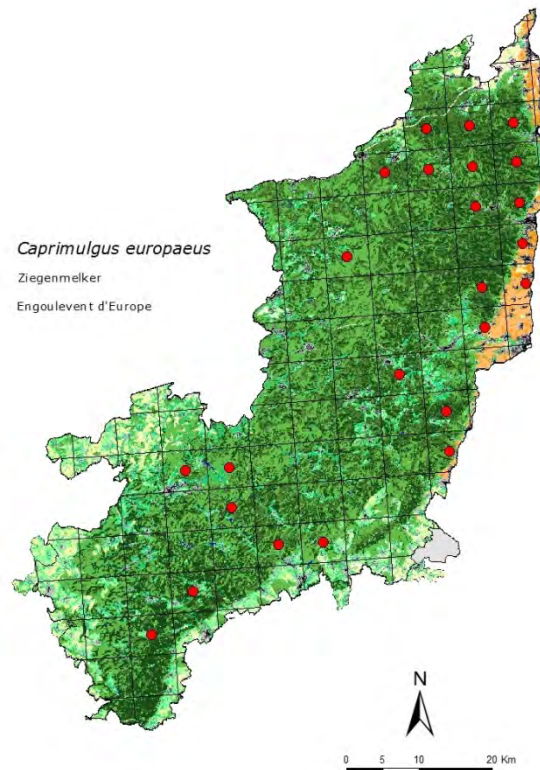 Caprimulgus europaeus
Ziegenmelker
Engoulevent d'Europe
N
0 5 10 20 Km